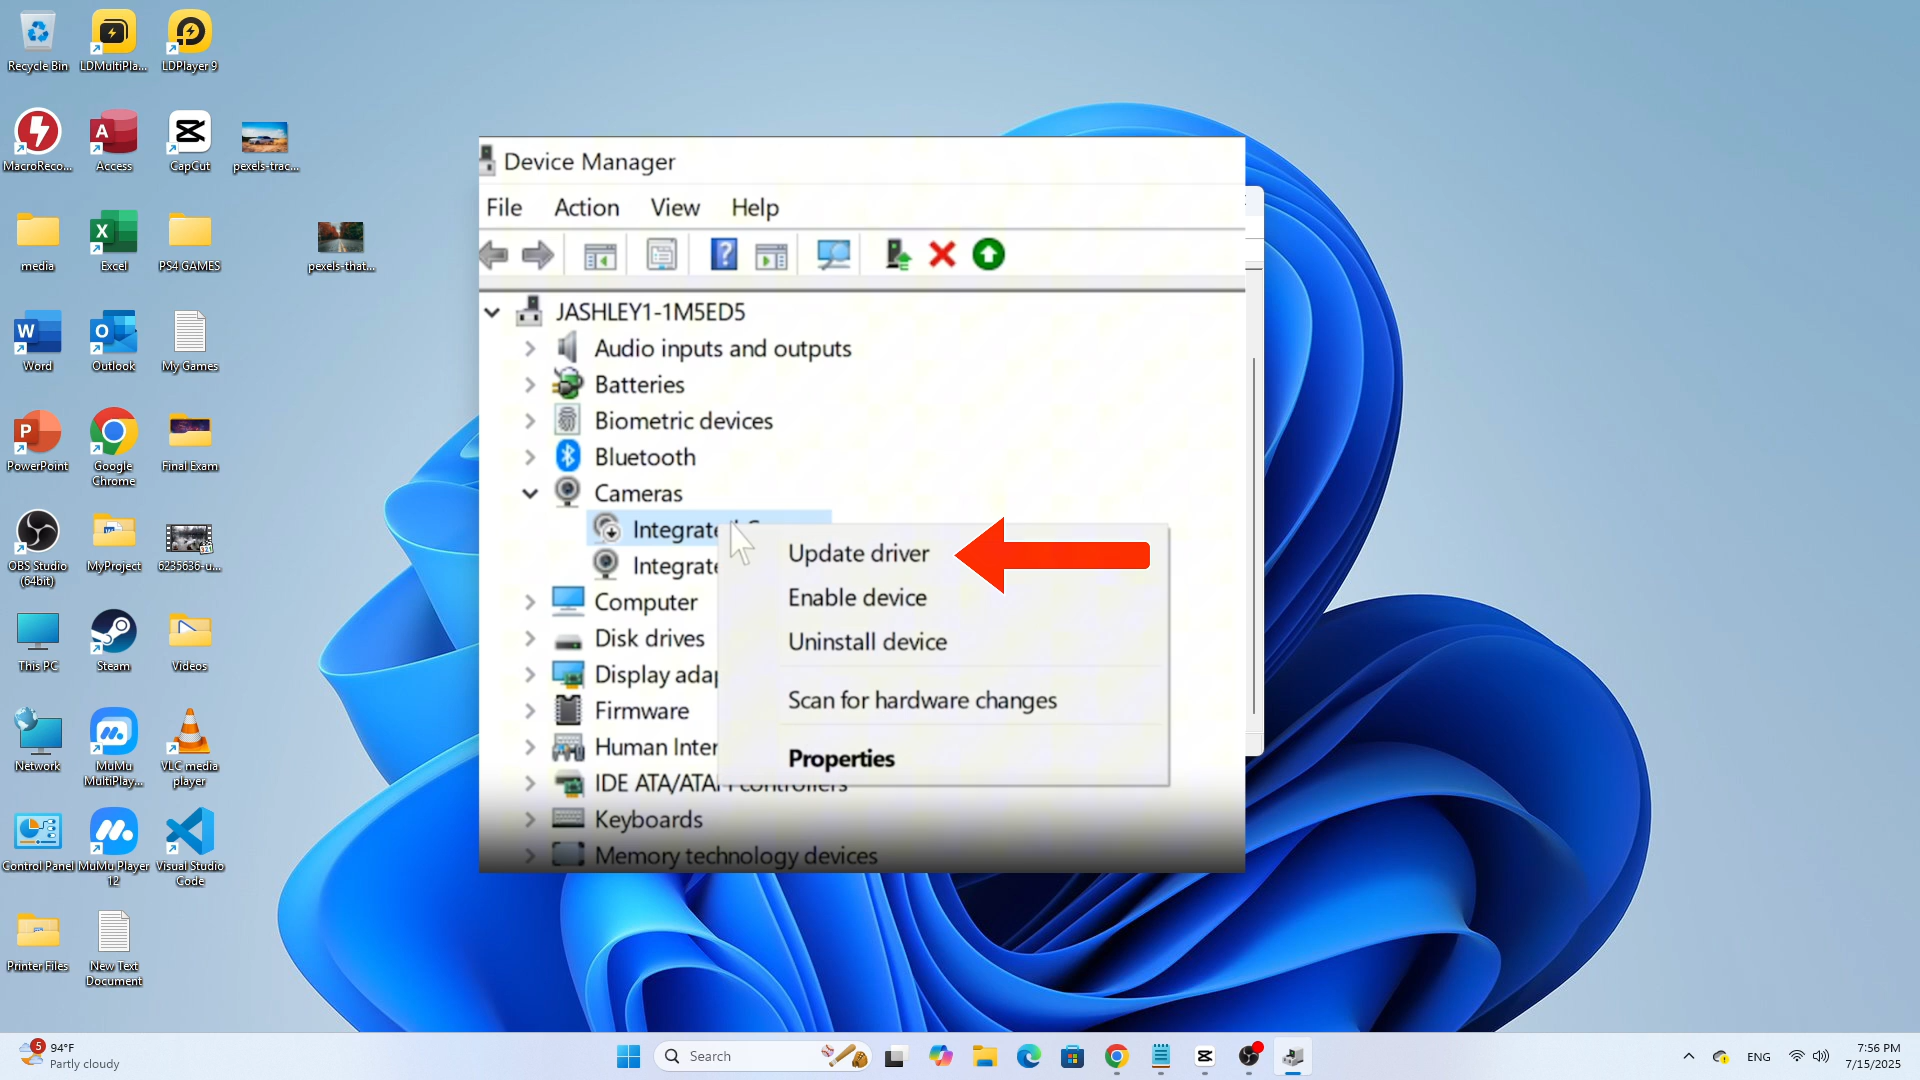 Recycle Bin
LDMultiPla...
LDPlayer 9
MacroReco...
Access
CapCut
pexels-trac...
media
Excel
PS4 GAMES
pexels-that...
Word
Outlook
My Games
PowerPoint
Google
Chrome
Final Exam
OBS Studio
(64bit)
MyProject
6235636-u...
This PC
Steam
Videos
Network
MuMu
MultiPlay...
VLC media
player
Control Panel
MuMu Player
12
Visual Studio
Code
Printer Files
New Text
Document
Device Manager
File Action View Help
JASHLEY1-1M5ED5
Audio inputs and outputs
Batteries
Biometric devices
Bluetooth
Cameras
Integrate
Integrate
Computer
Disk drives
Display adap
Firmware
Human Inter
IDE ATA/ATAPI controllers
Keyboards
Memory technology devices
Update driver
Enable device
Uninstall device
Scan for hardware changes
Properties
5
94°F
Partly cloudy
Search
ENG
7:56 PM
7/15/2025